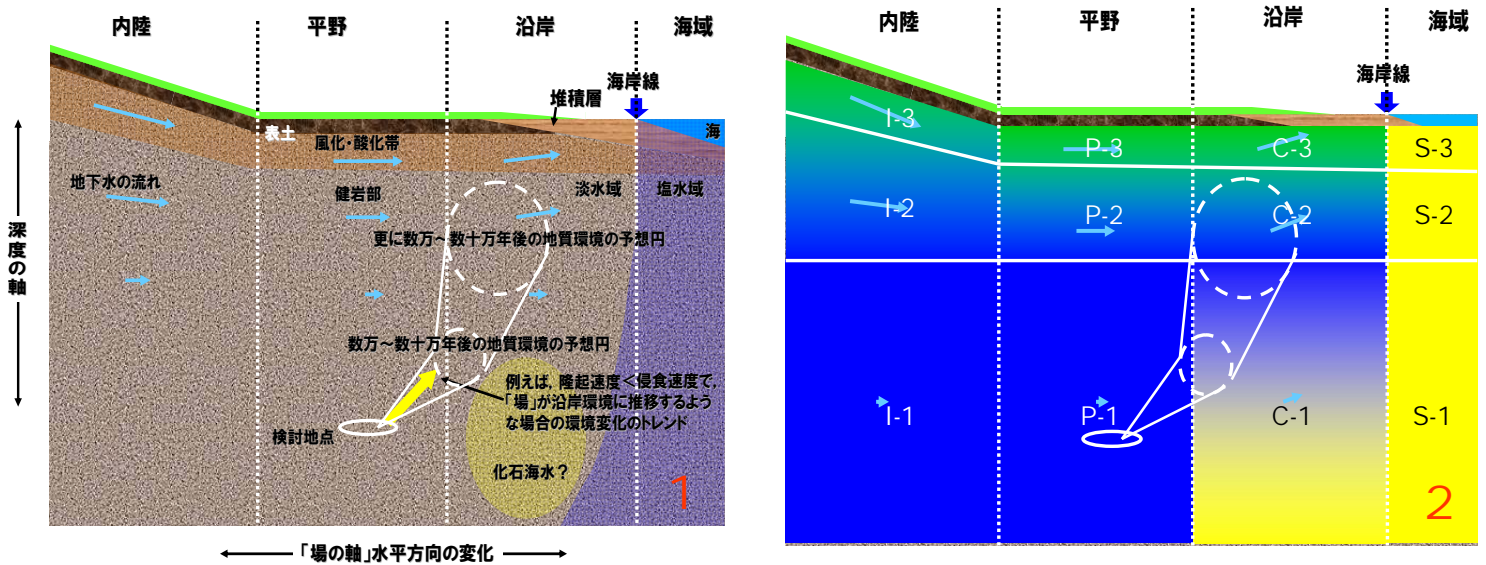 内陸
平野
沿岸
海域
海岸線
堆積層
海
表土
風化・酸化帯
地下水の流れ
健岩部
淡水域
塩水域
更に数万~数十万年後の地質環境の予想円
深度の軸
数万~数十万年後の地質環境の予想円
例えば、隆起速度<侵食速度で、
「場」が沿岸環境に推移するよう
な場合の環境変化のトレンド
検討地点
化石海水?
1
「場の軸」水平方向の変化
内陸
平野
沿岸
海域
海岸線
I-3
P-3
C-3
S-3
I-2
P-2
C-2
S-2
I-1
P-1
C-1
S-1
2